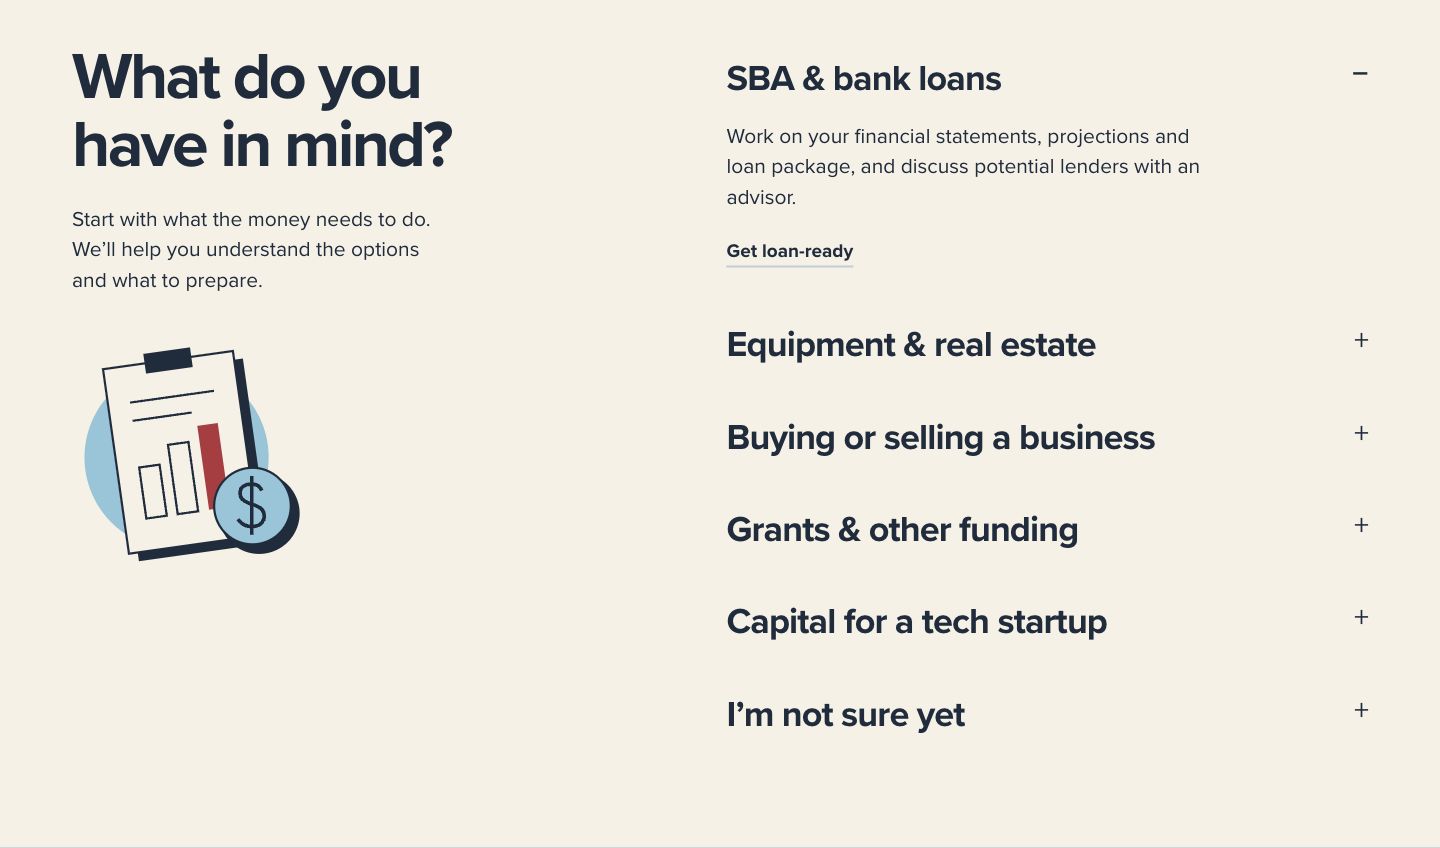 What do you
have in mind?
Start with what the money needs to do.
We’ll help you understand the options
and what to prepare.
$
SBA & bank loans
Work on your financial statements, projections and
loan package, and discuss potential lenders with an
advisor.
Get loan-ready
Equipment & real estate
Buying or selling a business
Grants & other funding
Capital for a tech startup
I’m not sure yet